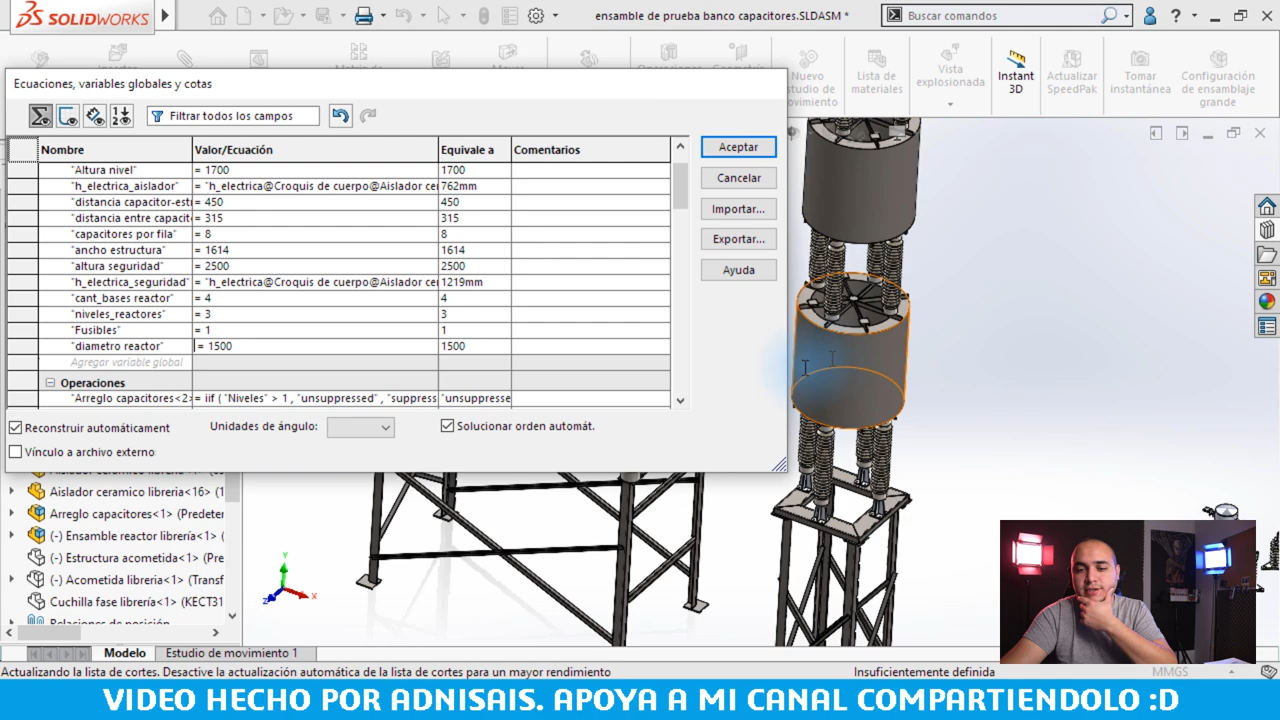 SOLIDWORKS
ensamble de prueba banco capacitores.SLDASM *
Buscar comandos
Nuevo
Lista de
materiales
Vista
explosionada
Instant
3D
Actualizar
SpeedPak
Tomar
instantánea
Configuración
de ensamblaje
grande
Ecuaciones, variables globales y cotas
Filtrar todos los campos
Nombre Valor/Ecuación Equivale a Comentarios
"Altura nivel" = 1700 1700
"h_electrica_aislador" = "h_electrica@Croquis de cuerpo@Aislador cer 762mm
"distancia capacitor-estr = 450 450
"distancia entre capacit = 315 315
"capacitores por fila" = 8 8
"ancho estructura" = 1614 1614
"altura seguridad" = 2500 2500
"h_electrica_seguridad" = "h_electrica@Croquis de cuerpo@Aislador cer 1219mm
"cant_bases reactor" = 4 4
"niveles_reactores" = 3 3
"Fusibles" = 1 1
"diametro reactor" = 1500 1500
Agregar variable global
Operaciones
"Arreglo capacitores<2> = iif ( "Niveles" > 1 , "unsuppressed" , "suppress "unsuppresse
Aceptar
Cancelar
Importar...
Exportar...
Ayuda
Reconstruir automáticament Unidades de ángulo: Solucionar orden automát.
Vínculo a archivo externo
Aislador ceramico libreria<16> (1
Arreglo capacitores<1> (Predeter
(-) Ensamble reactor libreria<1> (
(-) Estructura acometida<1> (Pre
(-) Acometida libreria<1> (Transf
Cuchilla fase librería<1> (KECT31
Relaciones de posición
Y
X
Z
Modelo Estudio de movimiento 1
Actualizando la lista de cortes. Desactive la actualización automática de la lista de cortes para un mayor rendimiento Insuficientemente definida MMGS
VIDEO HECHO POR ADNISAIS. APOYA A MI CANAL COMPARTIENDOLO :D